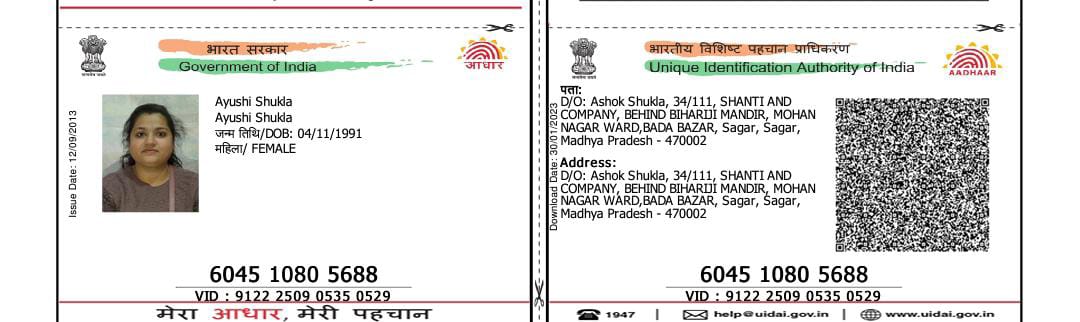 भारत सरकार
Government of India
आधार
Issue Date: 12/09/2013
Ayushi Shukla
Ayushi Shukla
जन्म तिथि/DOB: 04/11/1991
महिला/ FEMALE
6045 1080 5688
VID : 9122 2509 0535 0529
मेरा आधार, मेरी पहचान
भारतीय विशिष्ट पहचान प्राधिकरण
Unique Identification Authority of India
AADHAAR
Download Date: 30/01/2023
पता:
D/O: Ashok Shukla, 34/111, SHANTI AND
COMPANY, BEHIND BIHARIJI MANDIR, MOHAN
NAGAR WARD,BADA BAZAR, Sagar, Sagar,
Madhya Pradesh - 470002
Address:
D/O: Ashok Shukla, 34/111, SHANTI AND
COMPANY, BEHIND BIHARIJI MANDIR, MOHAN
NAGAR WARD,BADA BAZAR, Sagar, Sagar,
Madhya Pradesh - 470002
6045 1080 5688
VID : 9122 2509 0535 0529
1947 | help@uidai.gov.in | www.uidai.gov.in